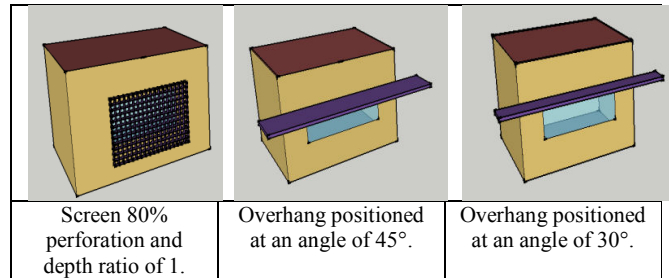 Screen 80%
perforation and
depth ratio of 1.
Overhang positioned
at an angle of 45°.
Overhang positioned
at an angle of 30°.